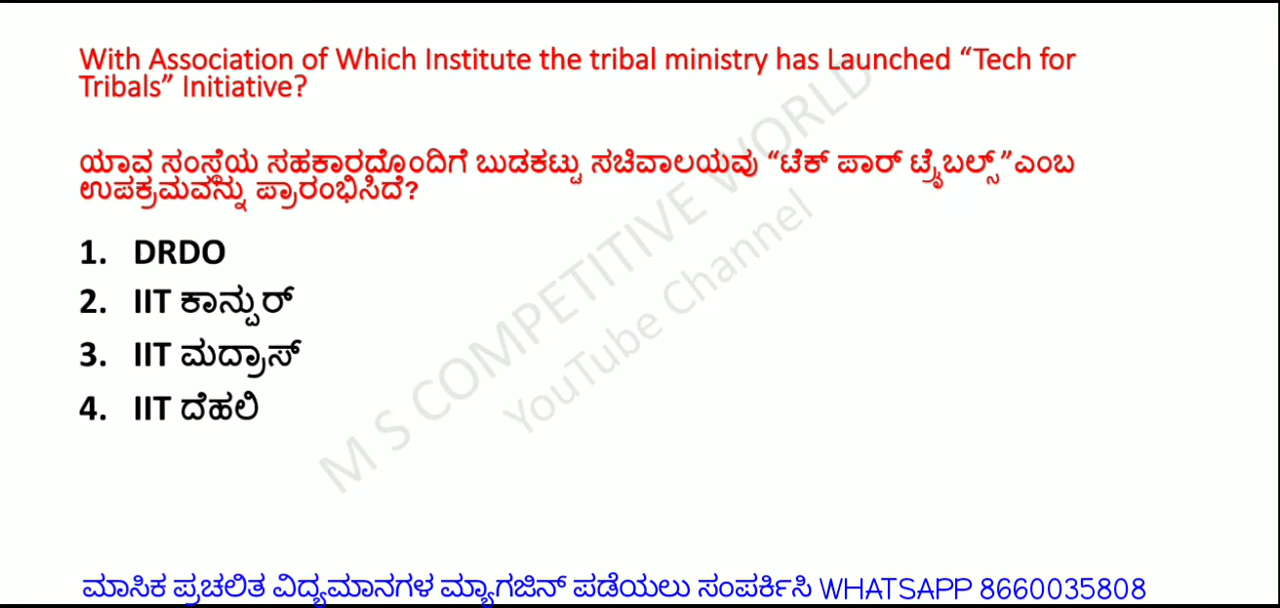 With Association of Which Institute the tribal ministry has Launched “Tech for
Tribals” Initiative?
ಯಾವ ಸಂಸ್ಥೆಯ ಸಹಕಾರದೊಂದಿಗೆ ಬುಡಕಟ್ಟು ಸಚಿವಾಲಯವು “ಟೆಕ್ ಪಾರ್ ಟ್ರೈಬಲ್ಸ್”ಎಂಬ
ಉಪಕ್ರಮವನ್ನು ಪ್ರಾರಂಭಿಸಿದೆ?
1. DRDO
2. IIT ಕಾನ್ಪುರ್
3. IIT ಮದ್ರಾಸ್
4. IIT ದೆಹಲಿ
M S COMPETITIVE WORLD
YouTube Channel
ಮಾಸಿಕ ಪ್ರಚಲಿತ ವಿದ್ಯಮಾನಗಳ ಮ್ಯಾಗಜಿನ್ ಪಡೆಯಲು ಸಂಪರ್ಕಿಸಿ WHATSAPP 8660035808